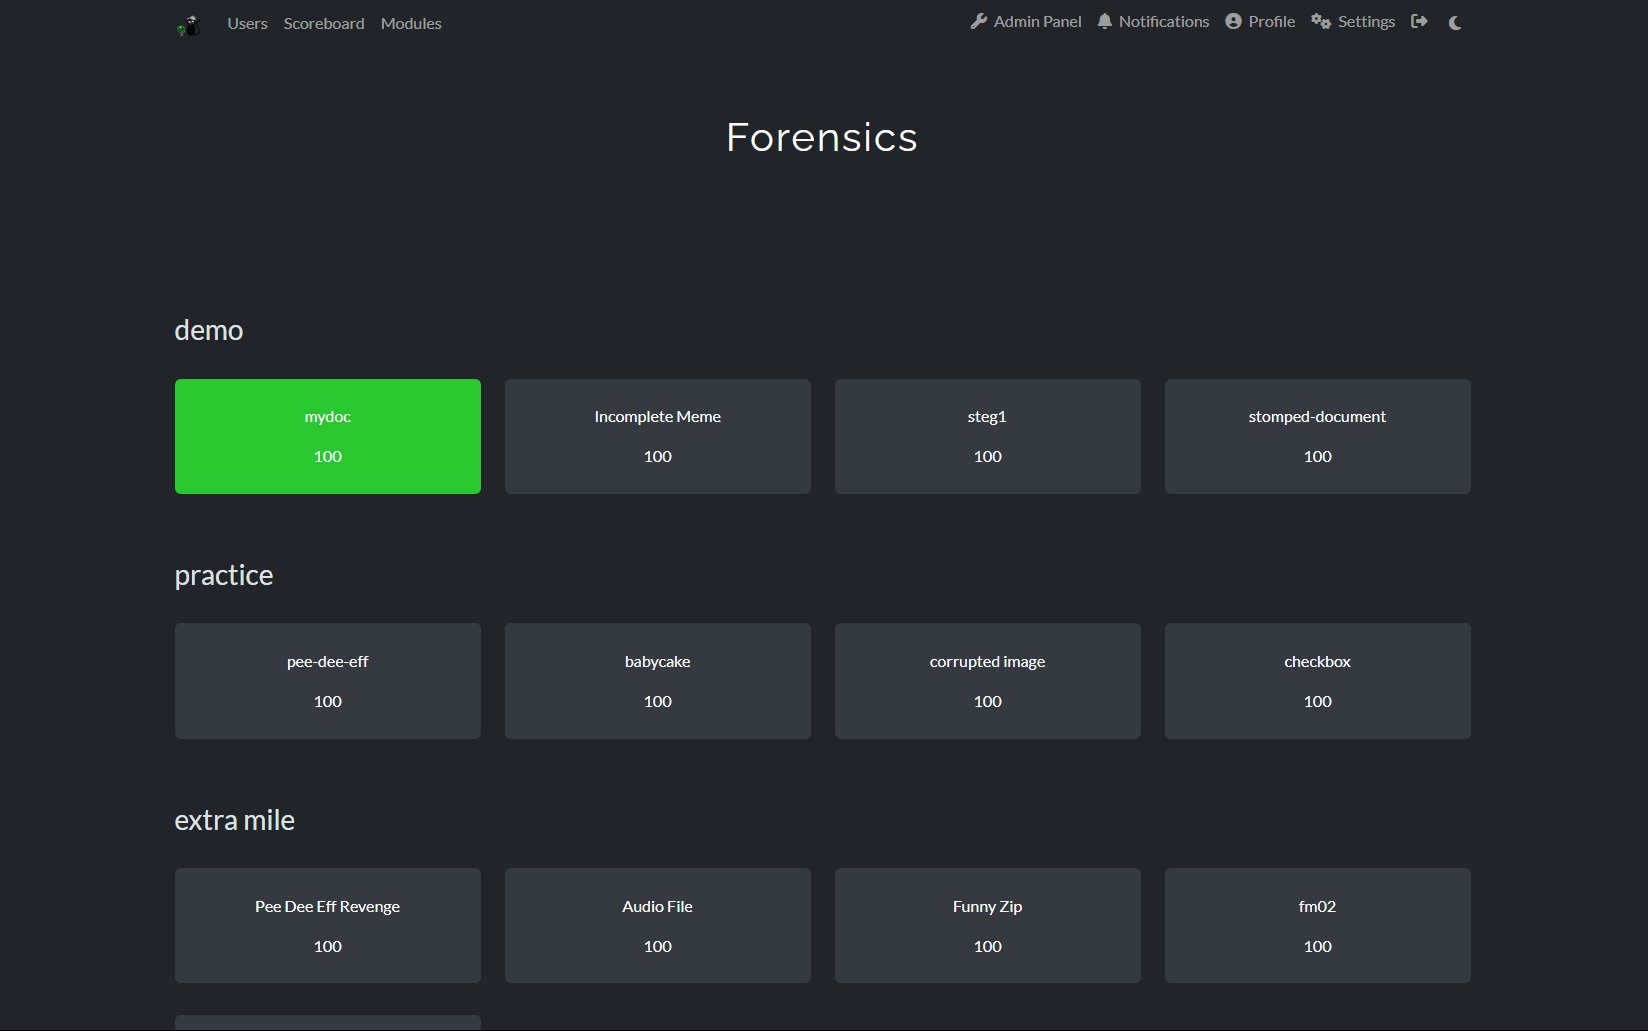 Users Scoreboard Modules Admin Panel Notifications Profile Settings
Forensics
demo
mydoc Incomplete Meme steg1 stomped-document
100 100 100 100
practice
pee-dee-eff babycake corrupted image checkbox
100 100 100 100
extra mile
Pee Dee Eff Revenge Audio File Funny Zip fm02
100 100 100 100